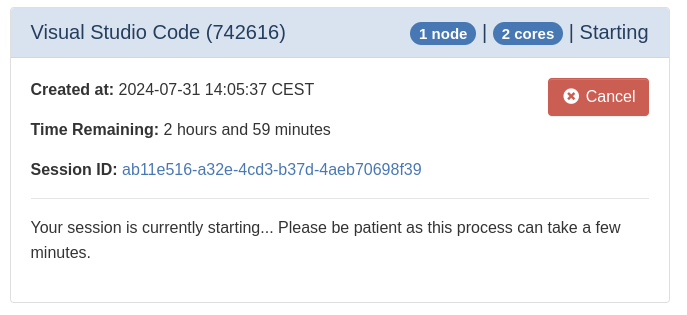 Visual Studio Code (742616) 1 node | 2 cores | Starting
Created at: 2024-07-31 14:05:37 CEST
Cancel
Time Remaining: 2 hours and 59 minutes
Session ID: ab11e516-a32e-4cd3-b37d-4aeb70698f39
Your session is currently starting... Please be patient as this process can take a few
minutes.